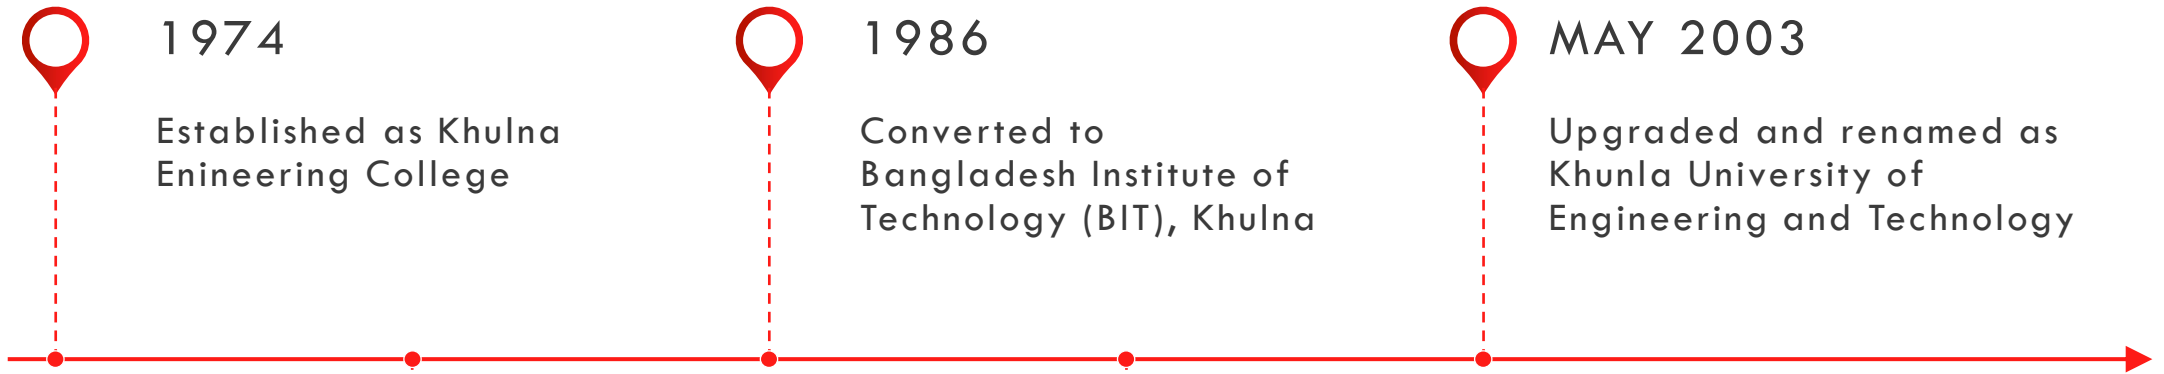 1974
Established as Khulna
Enineering College
1986
Converted to
Bangladesh Institute of
Technology (BIT), Khulna
MAY 2003
Upgraded and renamed as
Khunla University of
Engineering and Technology